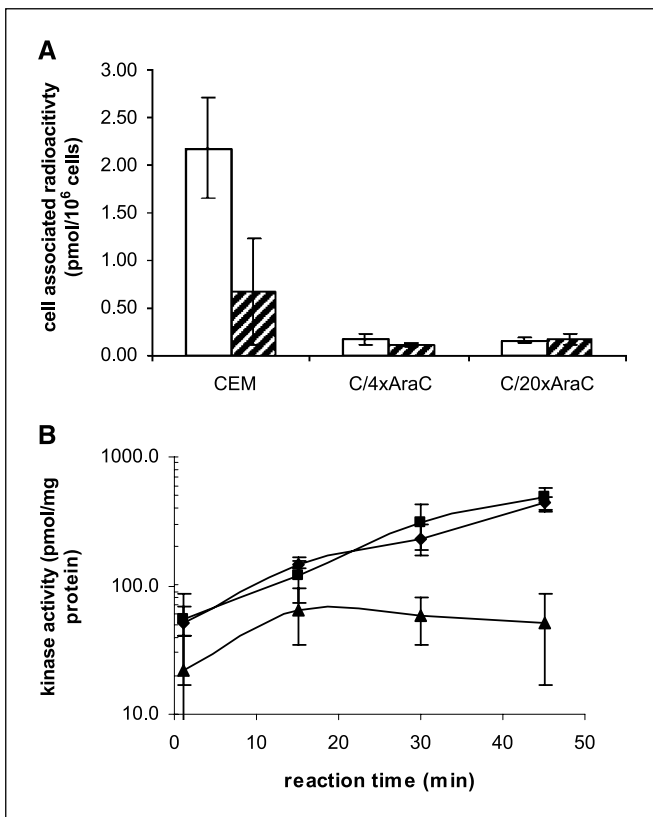 A
cell associated radioacitivty
(pmol/10⁶ cells)
3.00
2.50
2.00
1.50
1.00
0.50
0.00
CEM
C/4xAraC
C/20xAraC
B
kinase activity (pmol/mg
protein)
1000.0
100.0
10.0
0
10
20
30
40
50
reaction time (min)